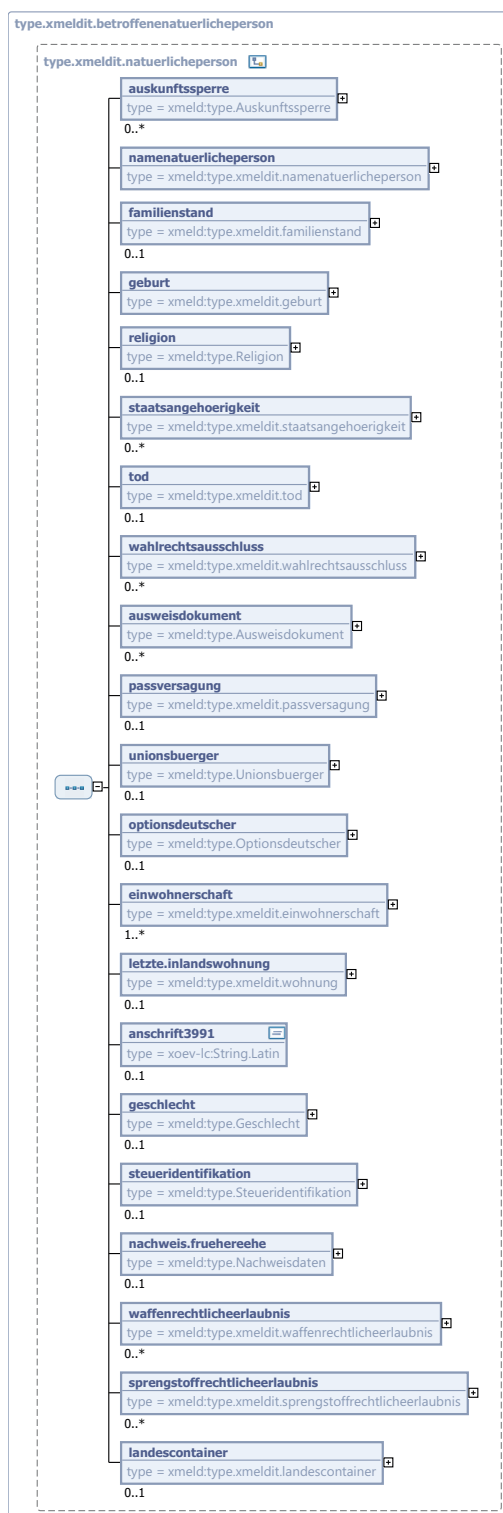 type.xmeldit.betroffenenatuerlicheperson
type.xmeldit.natuerlicheperson
auskunftssperre
type = xmeld:type.Auskunftssperre
0..*
namenatuerlicheperson
type = xmeld:type.xmeldit.namenatuerlicheperson
familienstand
type = xmeld:type.xmeldit.familienstand
0..1
geburt
type = xmeld:type.xmeldit.geburt
religion
type = xmeld:type.Religion
0..1
staatsangehoerigkeit
type = xmeld:type.xmeldit.staatsangehoerigkeit
0..*
tod
type = xmeld:type.xmeldit.tod
0..1
wahlrechtsausschluss
type = xmeld:type.xmeldit.wahlrechtsausschluss
0..*
ausweisdokument
type = xmeld:type.Ausweisdokument
0..*
passversagung
type = xmeld:type.xmeldit.passversagung
0..1
unionsbuerger
type = xmeld:type.Unionsbuerger
0..1
optionsdeutscher
type = xmeld:type.Optionsdeutscher
0..1
einwohnerschaft
type = xmeld:type.xmeldit.einwohnerschaft
1..*
letzte.inlandswohnung
type = xmeld:type.xmeldit.wohnung
0..1
anschrift3991
type = xoev-lc:String.Latin
0..1
geschlecht
type = xmeld:type.Geschlecht
0..1
steueridentifikation
type = xmeld:type.Steueridentifikation
0..1
nachweis.fruehereehe
type = xmeld:type.Nachweisdaten
0..1
waffenrechtlicheerlaubnis
type = xmeld:type.xmeldit.waffenrechtlicheerlaubnis
0..*
sprengstoffrechtlicheerlaubnis
type = xmeld:type.xmeldit.sprengstoffrechtlicheerlaubnis
0..*
landescontainer
type = xmeld:type.xmeldit.landescontainer
0..1